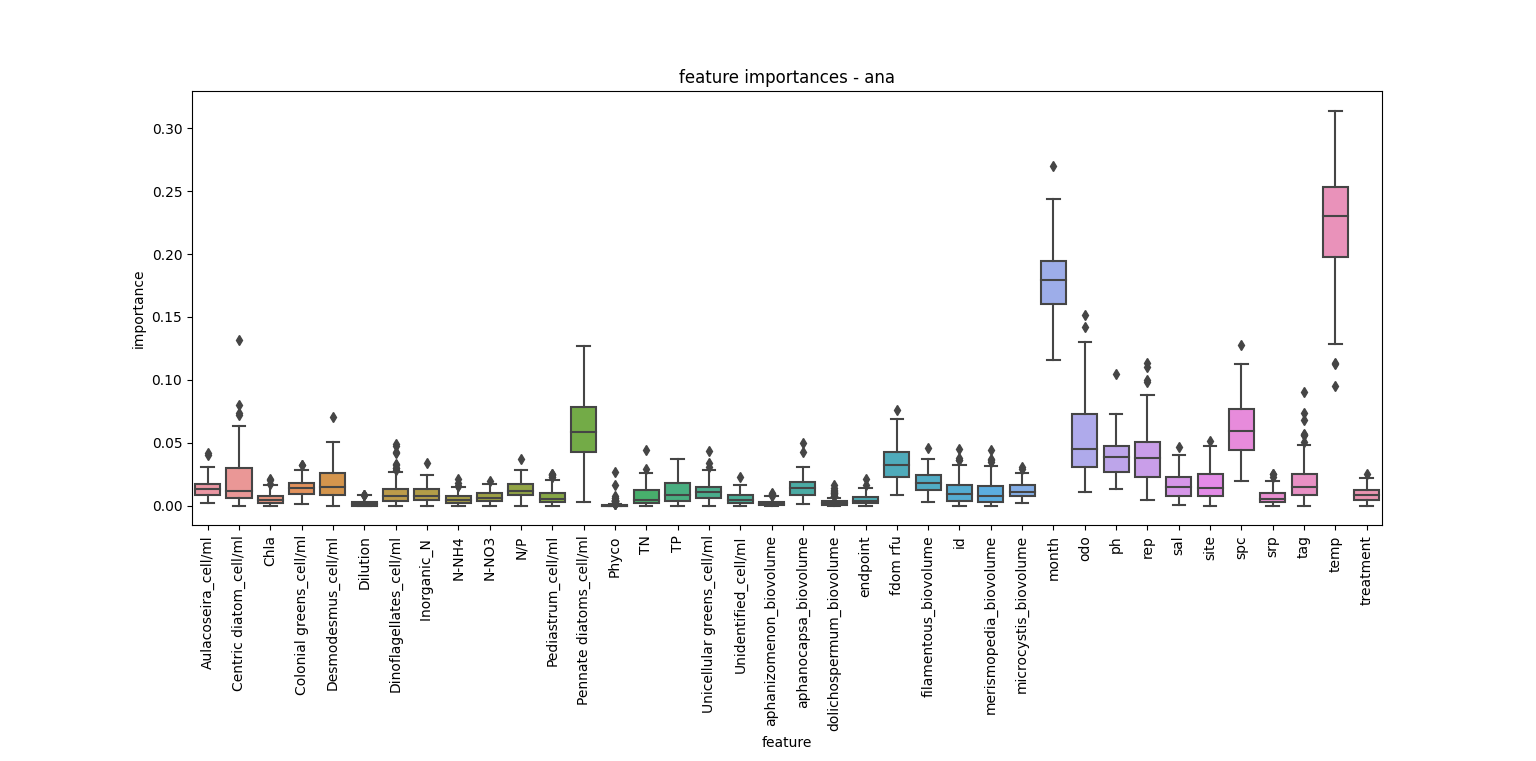 feature importances - ana
importance
0.30
0.25
0.20
0.15
0.10
0.05
0.00
Aulacoseira_cell/ml
Centric diatom_cell/ml
Chla
Colonial greens_cell/ml
Desmodesmus_cell/ml
Dilution
Dinoflagellates_cell/ml
Inorganic_N
N-NH4
N-NO3
N/P
Pediastrum_cell/ml
Pennate diatoms_cell/ml
Phyco
TN
TP
Unicellular greens_cell/ml
Unidentified_cell/ml
aphanizomenon_biovolume
aphanocapsa_biovolume
dolichospermum_biovolume
endpoint
fdom rfu
filamentous_biovolume
id
merismopedia_biovolume
microcystis_biovolume
month
odo
ph
rep
sal
site
spc
srp
tag
temp
treatment
feature